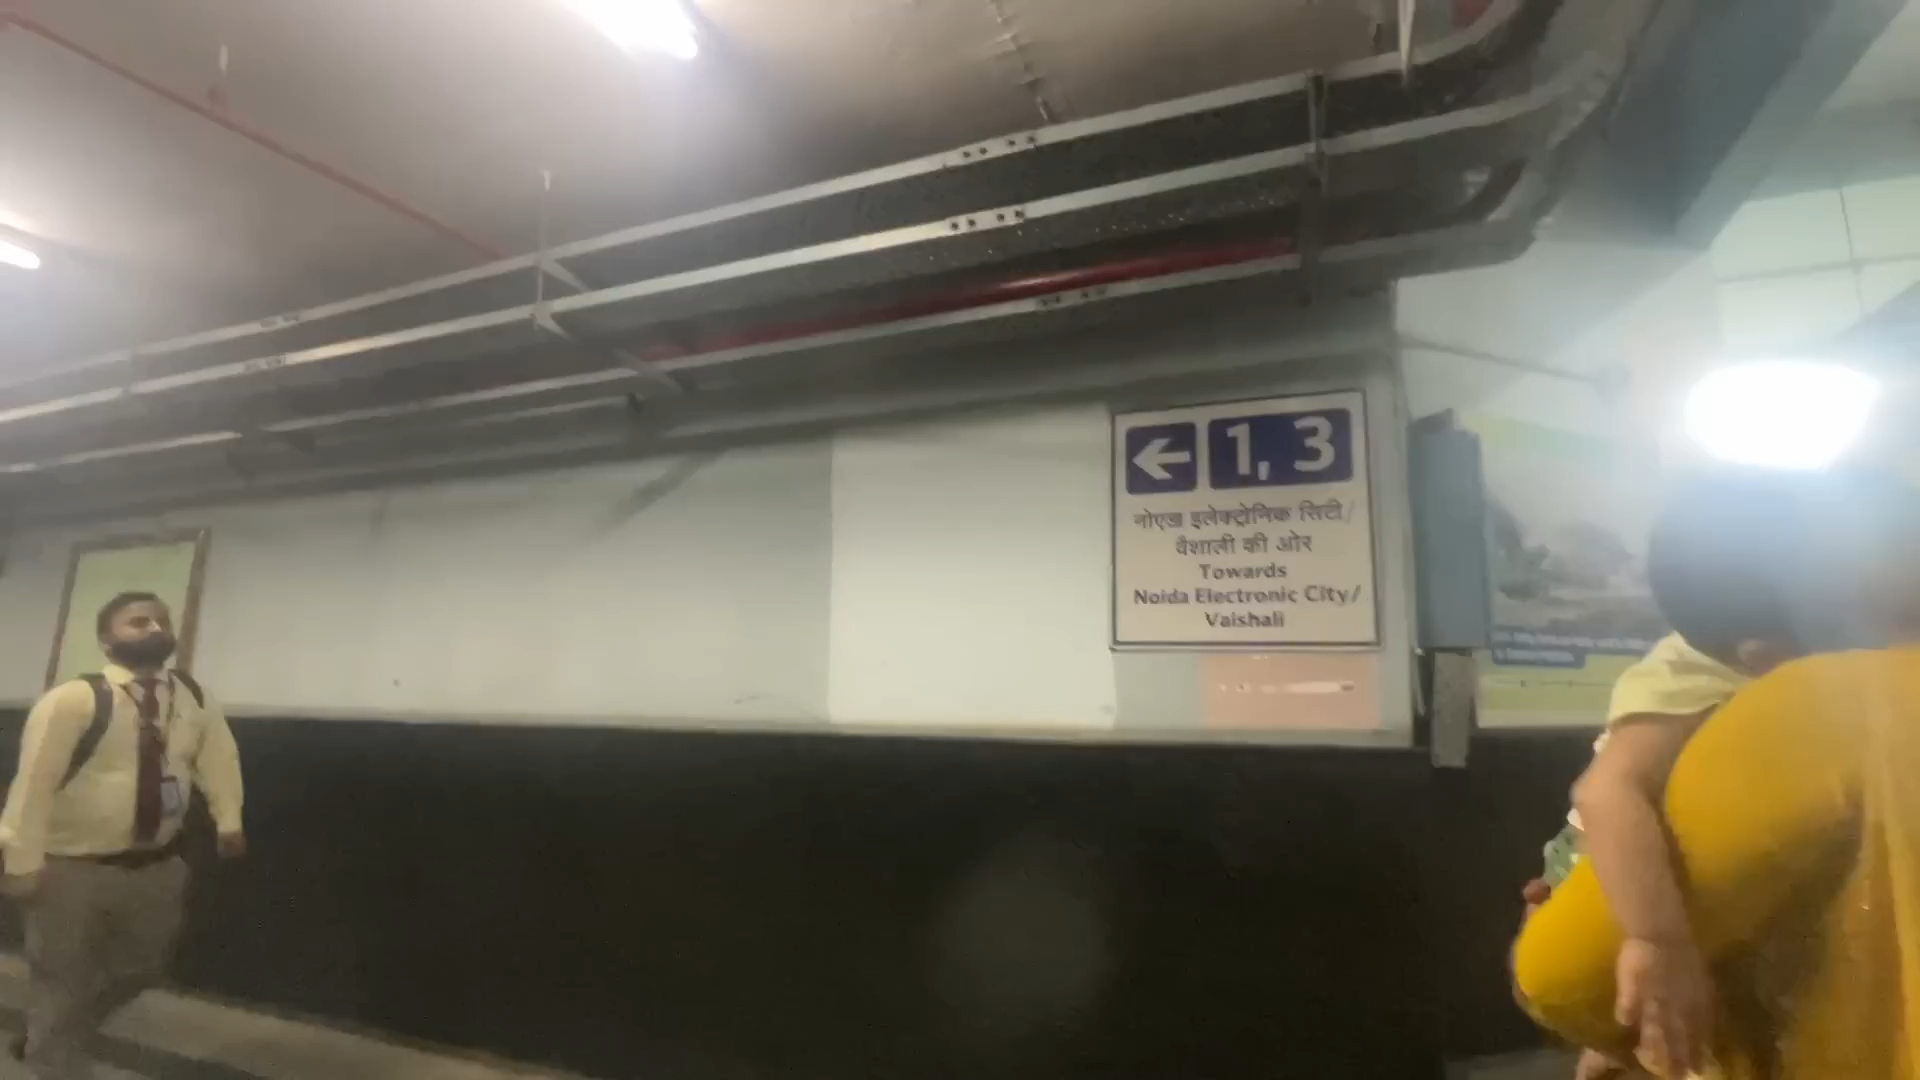 ← 1, 3
नोएडा इलेक्ट्रोनिक सिटी/
वैशाली की ओर
Towards
Noida Electronic City/
Vaishali